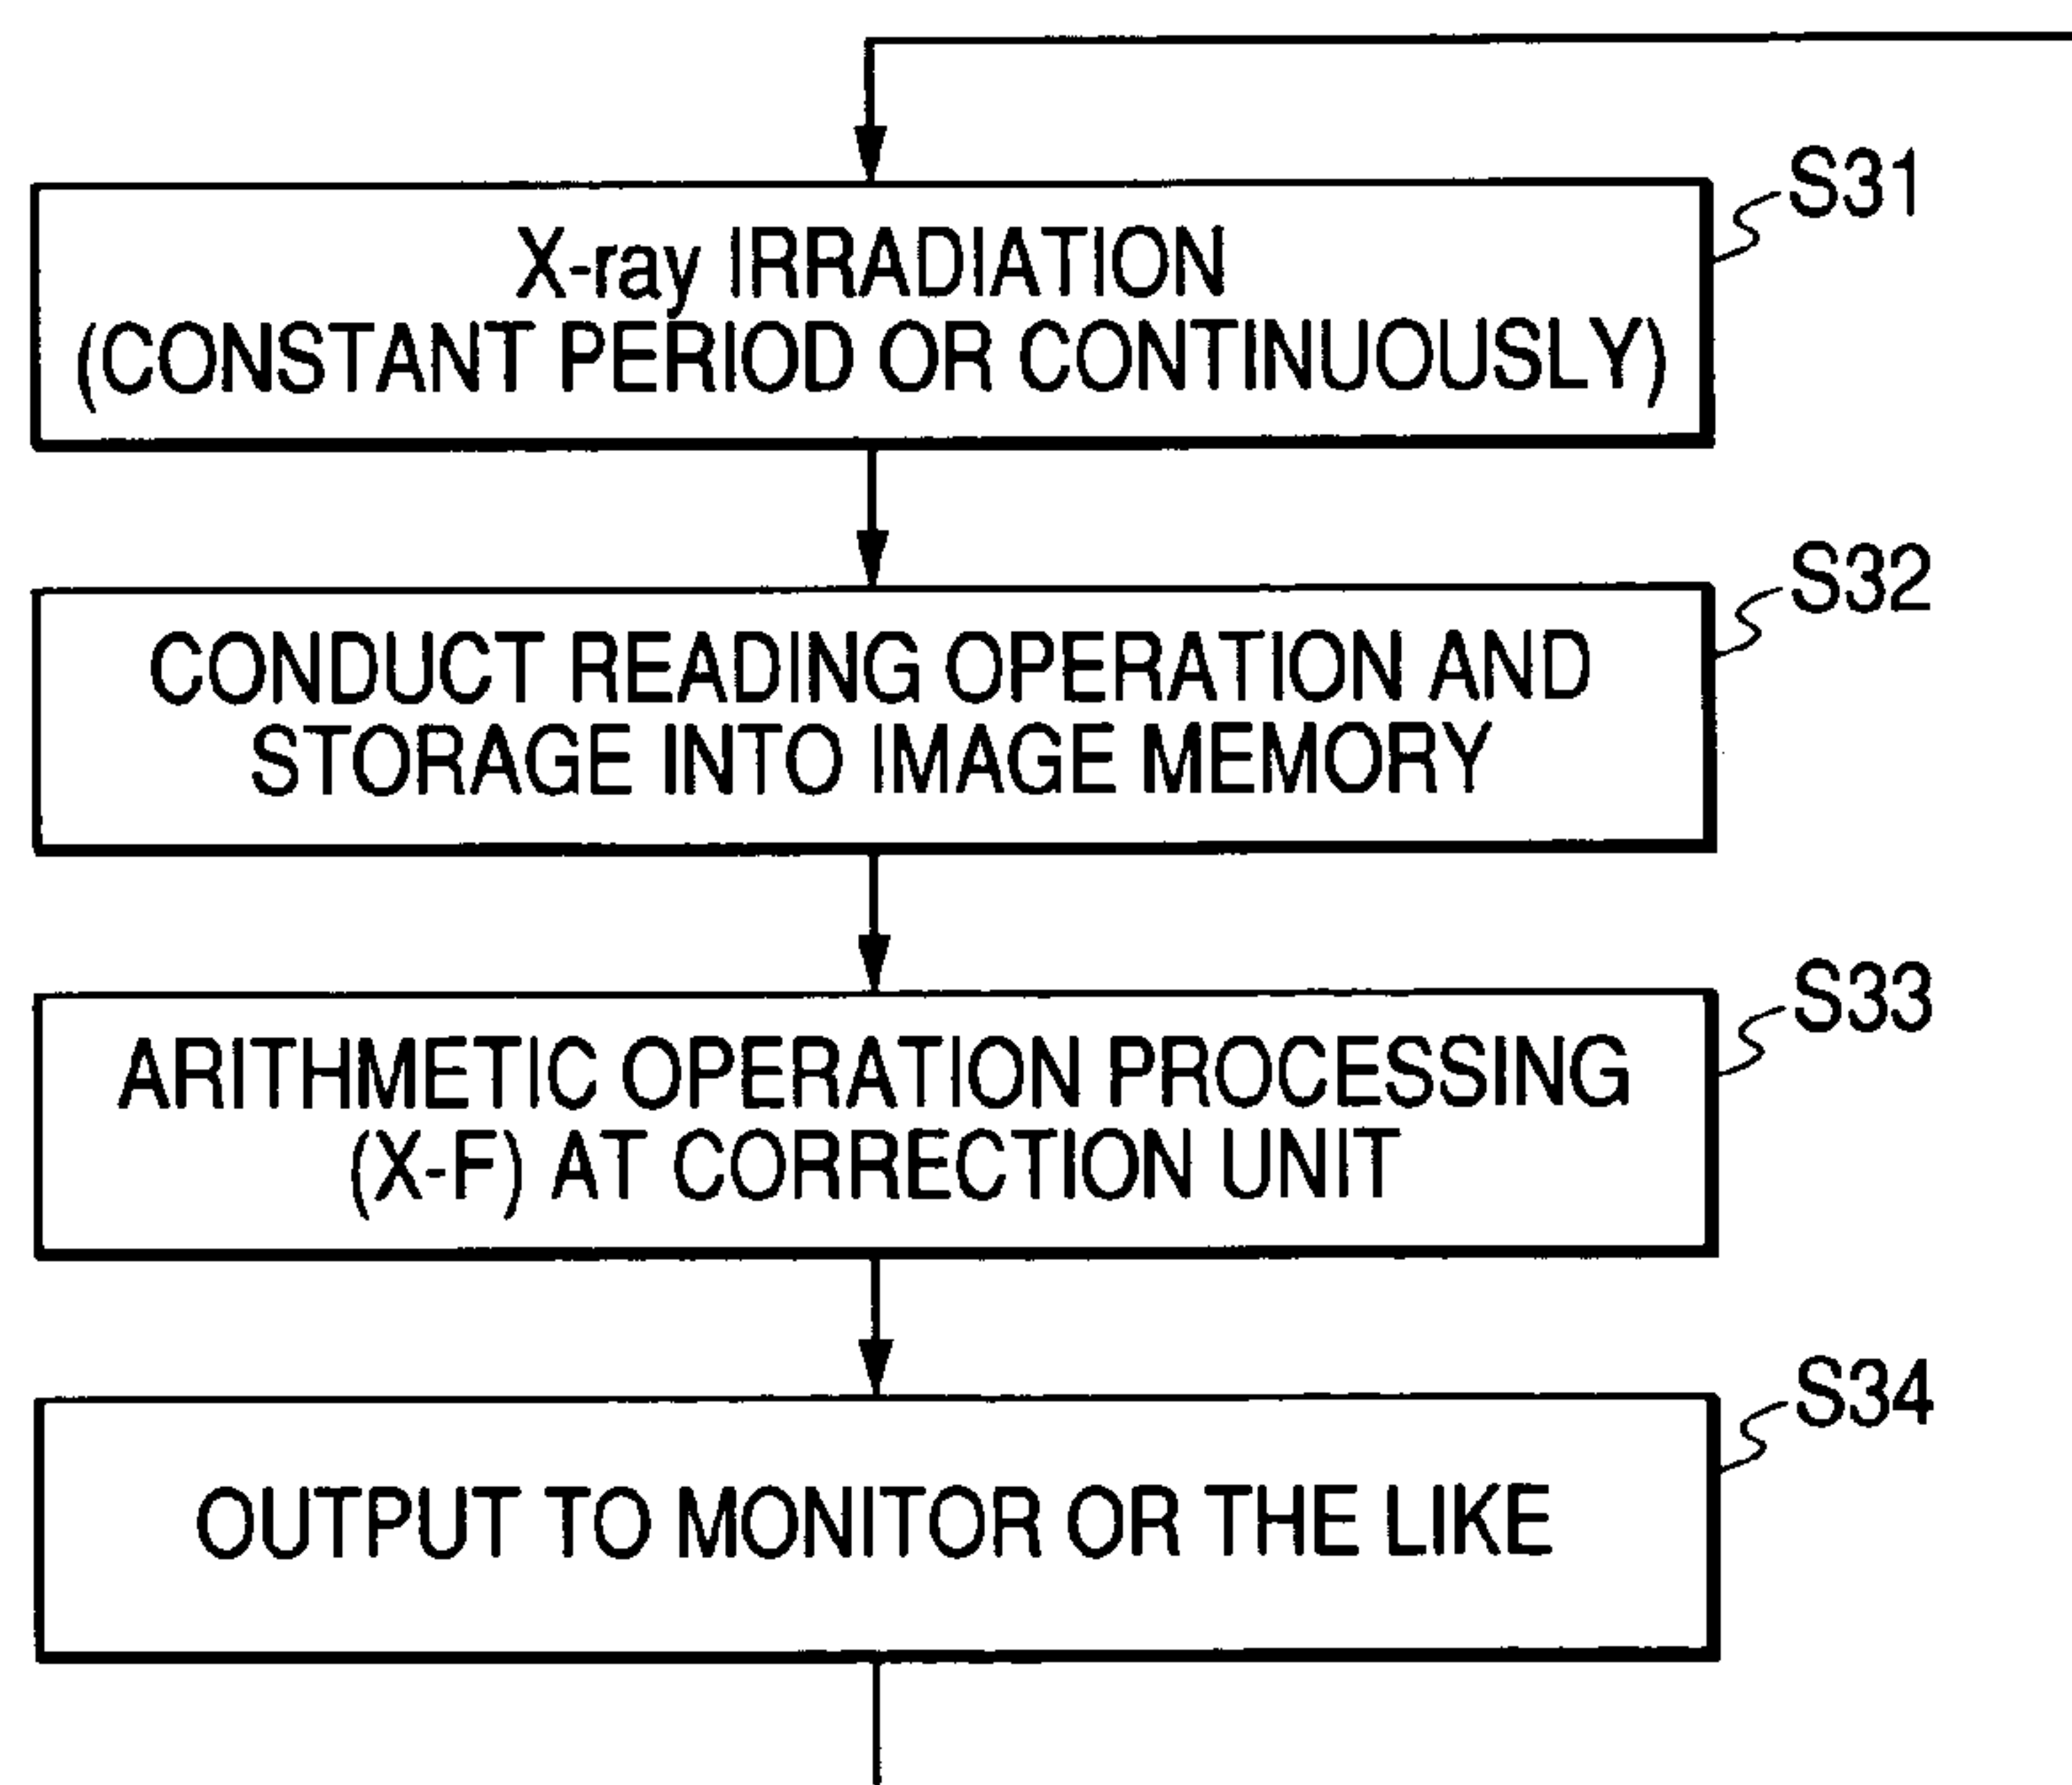 S31
X-ray IRRADIATION
(CONSTANT PERIOD OR CONTINUOUSLY)
S32
CONDUCT READING OPERATION AND
STORAGE INTO IMAGE MEMORY
S33
ARITHMETIC OPERATION PROCESSING
(X-F) AT CORRECTION UNIT
S34
OUTPUT TO MONITOR OR THE LIKE